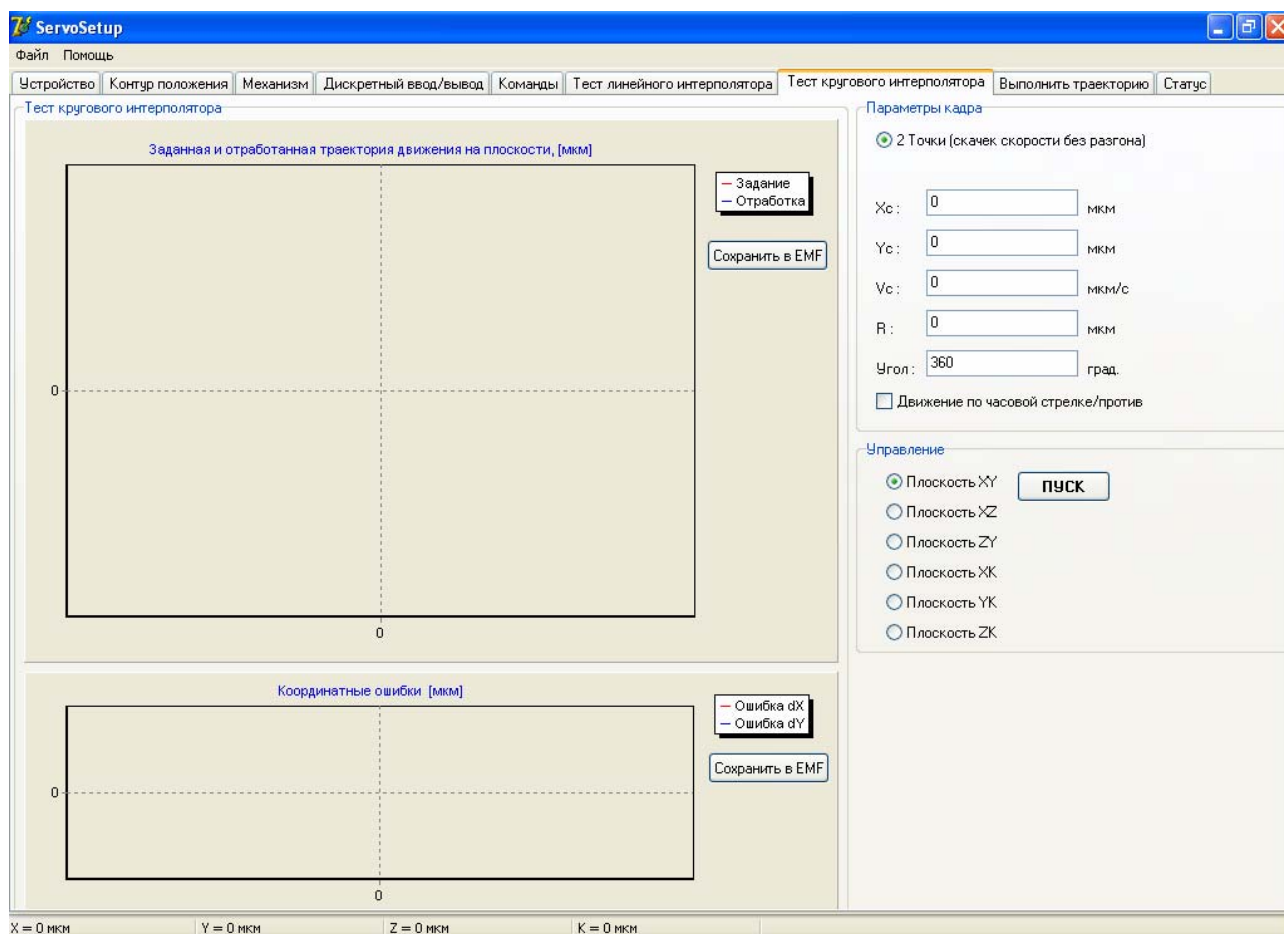 ServoSetup
Файл Помощь
Устройство Контур положения Механизм Дискретный ввод/вывод Команды Тест линейного интерполятора Тест кругового интерполятора Выполнить траекторию Статус
Тест кругового интерполятора
Заданная и отработанная траектория движения на плоскости, [мкм]
Задание
Отработка
Сохранить в EMF
0
0
Координатные ошибки [мкм]
Ошибка dX
Ошибка dY
Сохранить в EMF
0
0
Параметры кадра
2 Точки (скачек скорости без разгона)
Xc : 0 мкм
Yc : 0 мкм
Vc : 0 мкм/с
R : 0 мкм
Угол : 360 град.
Движение по часовой стрелке/против
Управление
Плоскость XY ПУСК
Плоскость XZ
Плоскость ZY
Плоскость XK
Плоскость YK
Плоскость ZK
X = 0 мкм Y = 0 мкм Z = 0 мкм K = 0 мкм